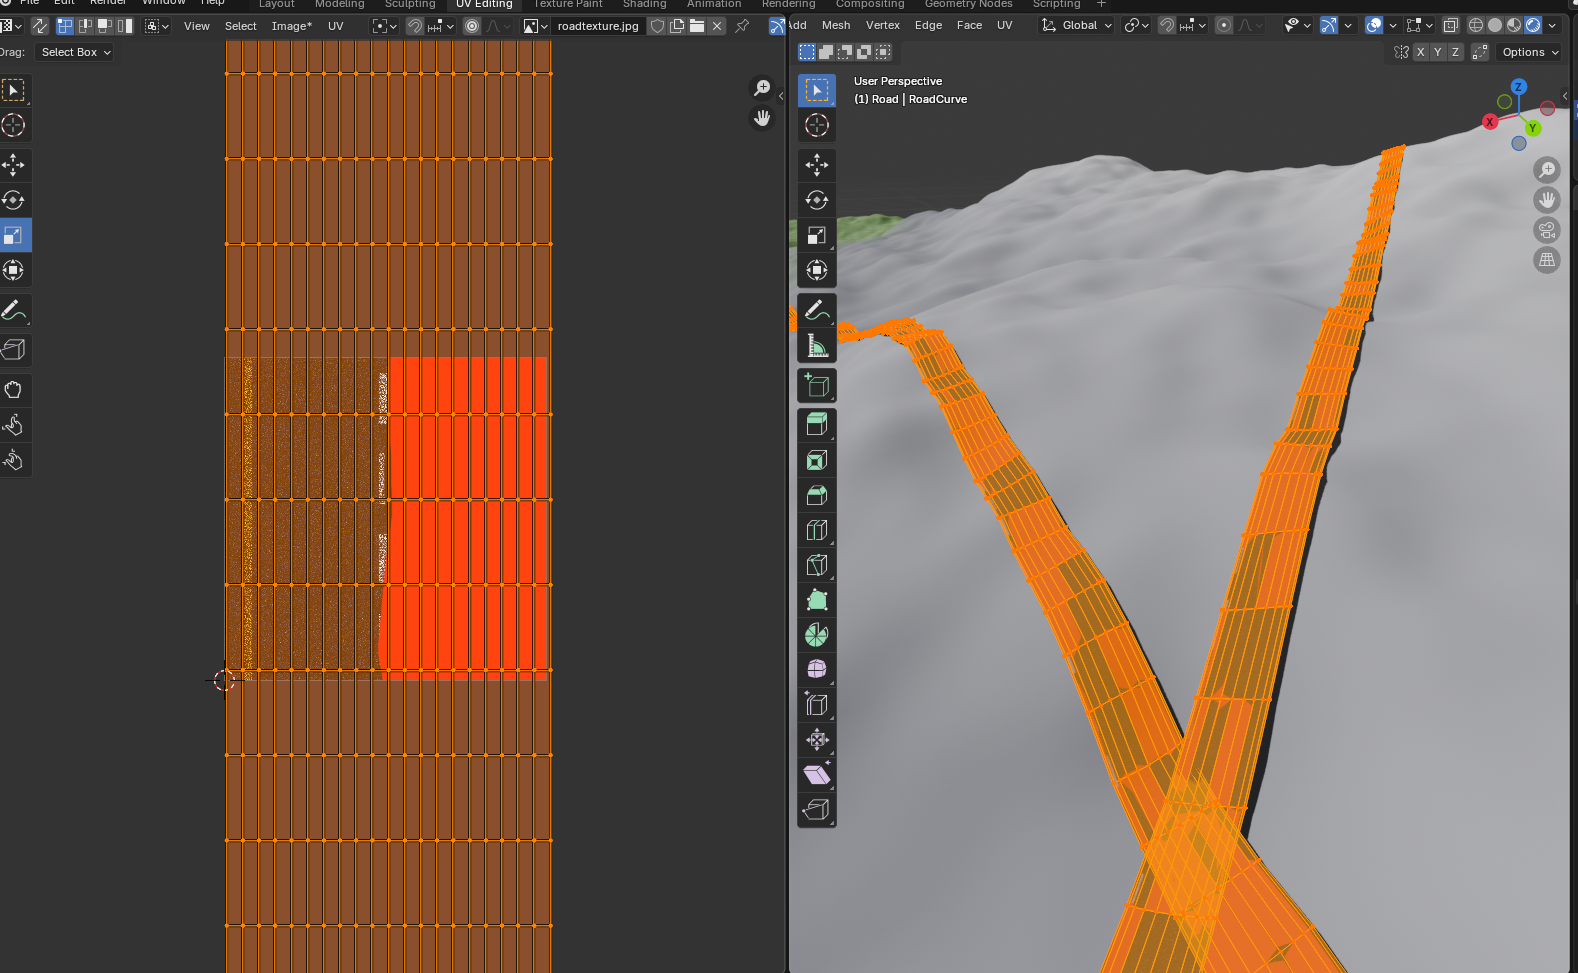 File Edit Render Window Help Layout Modeling Sculpting UV Editing Texture Paint Shading Animation Rendering Compositing Geometry Nodes Scripting +
View Select Image* UV roadtexture.jpg
dd Mesh Vertex Edge Face UV Global
Drag: Select Box
X Y Z Options
User Perspective
(1) Road | RoadCurve
Z
X
Y